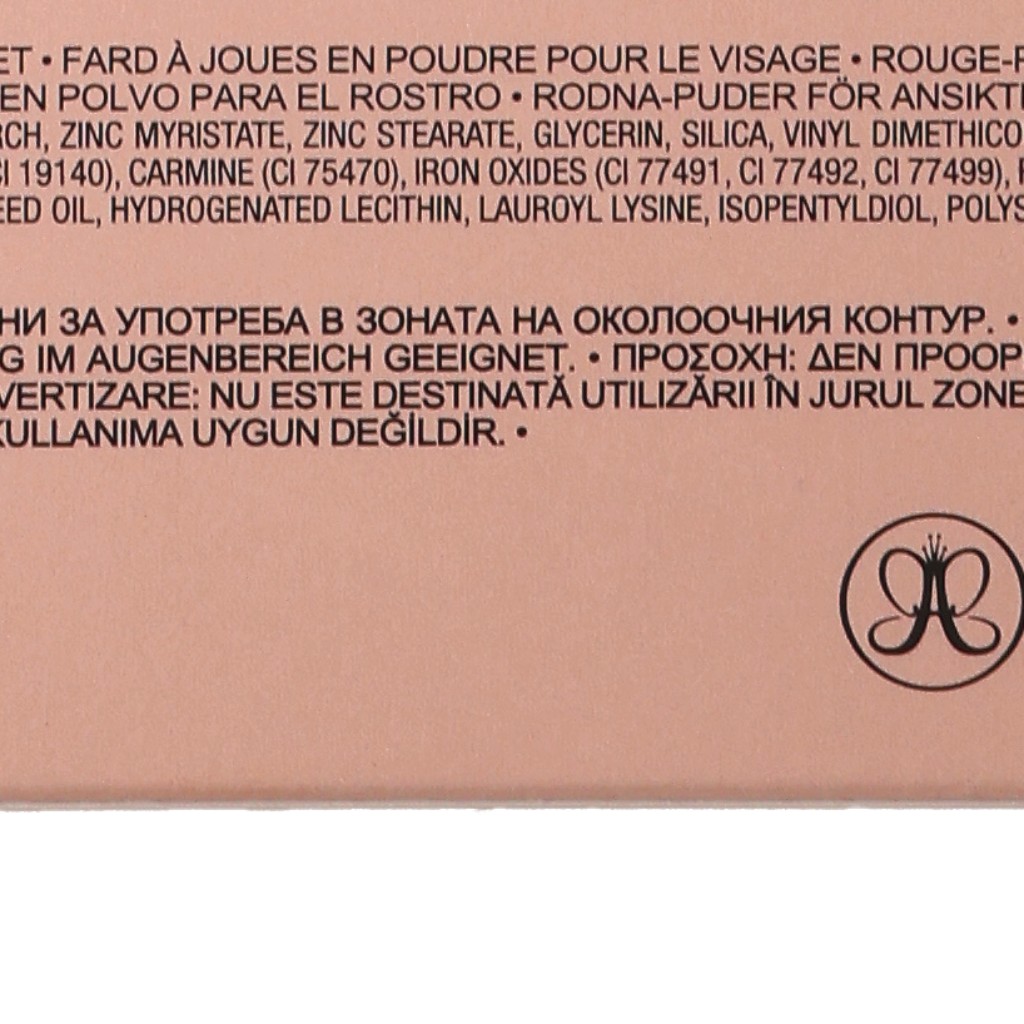 ET • FARD À JOUES EN POUDRE POUR LE VISAGE • ROUGE-
EN POLVO PARA EL ROSTRO • RODNA-PUDER FÖR ANSIKT
RCH, ZINC MYRISTATE, ZINC STEARATE, GLYCERIN, SILICA, VINYL DIMETHICO
CI 19140), CARMINE (CI 75470), IRON OXIDES (CI 77491, CI 77492, CI 77499),
EED OIL, HYDROGENATED LECITHIN, LAUROYL LYSINE, ISOPENTYLDIOL, POLYS
НИ ЗА УПОТРЕБА В ЗОНАТА НА ОКОЛООЧНИЯ КОНТУР. •
G IM AUGENBEREICH GEEIGNET. • ΠΡΟΣΟΧΗ: ΔΕΝ ΠΡΟΟΡ
VERTIZARE: NU ESTE DESTINATĂ UTILIZĂRII ÎN JURUL ZONE
KULLANIMA UYGUN DEĞİLDİR. •